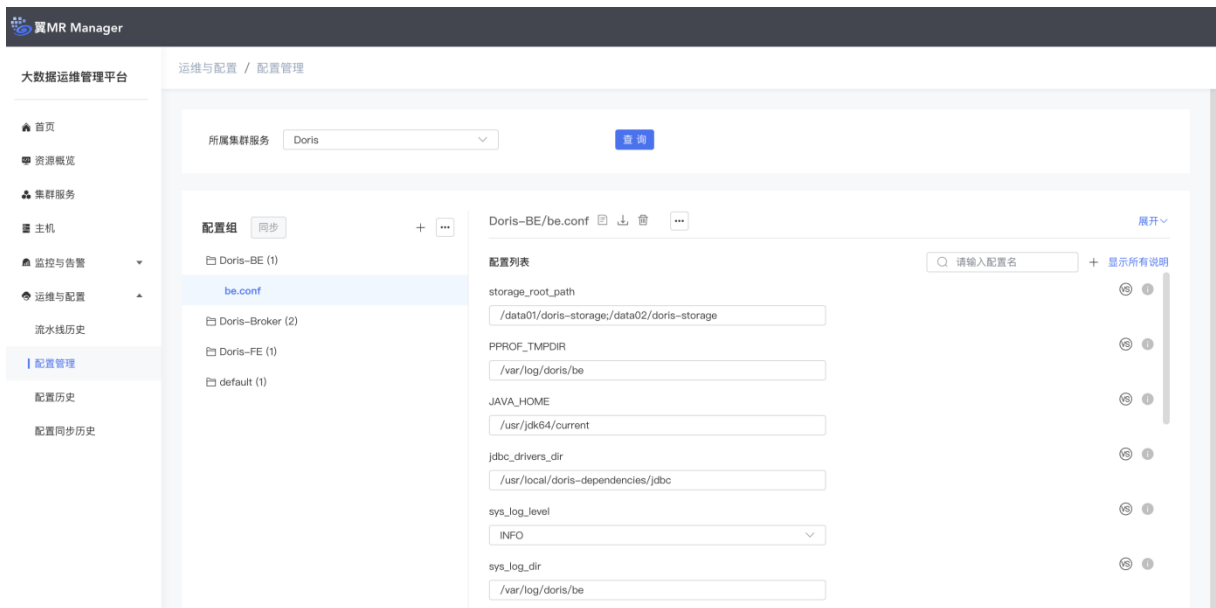 翼MR Manager
大数据运维管理平台
运维与配置 / 配置管理
首页
资源概览
集群服务
主机
监控与告警
运维与配置
流水线历史
配置管理
配置历史
配置同步历史
所属集群服务 Doris 查询
配置组 同步 + ···
Doris-BE (1)
be.conf
Doris-Broker (2)
Doris-FE (1)
default (1)
Doris-BE/be.conf ··· 展开
配置列表 请输入配置名 + 显示所有说明
storage_root_path VS
/data01/doris-storage;/data02/doris-storage
PPROF_TMPDIR VS
/var/log/doris/be
JAVA_HOME VS
/usr/jdk64/current
jdbc_drivers_dir VS
/usr/local/doris-dependencies/jdbc
sys_log_level VS
INFO
sys_log_dir VS
/var/log/doris/be